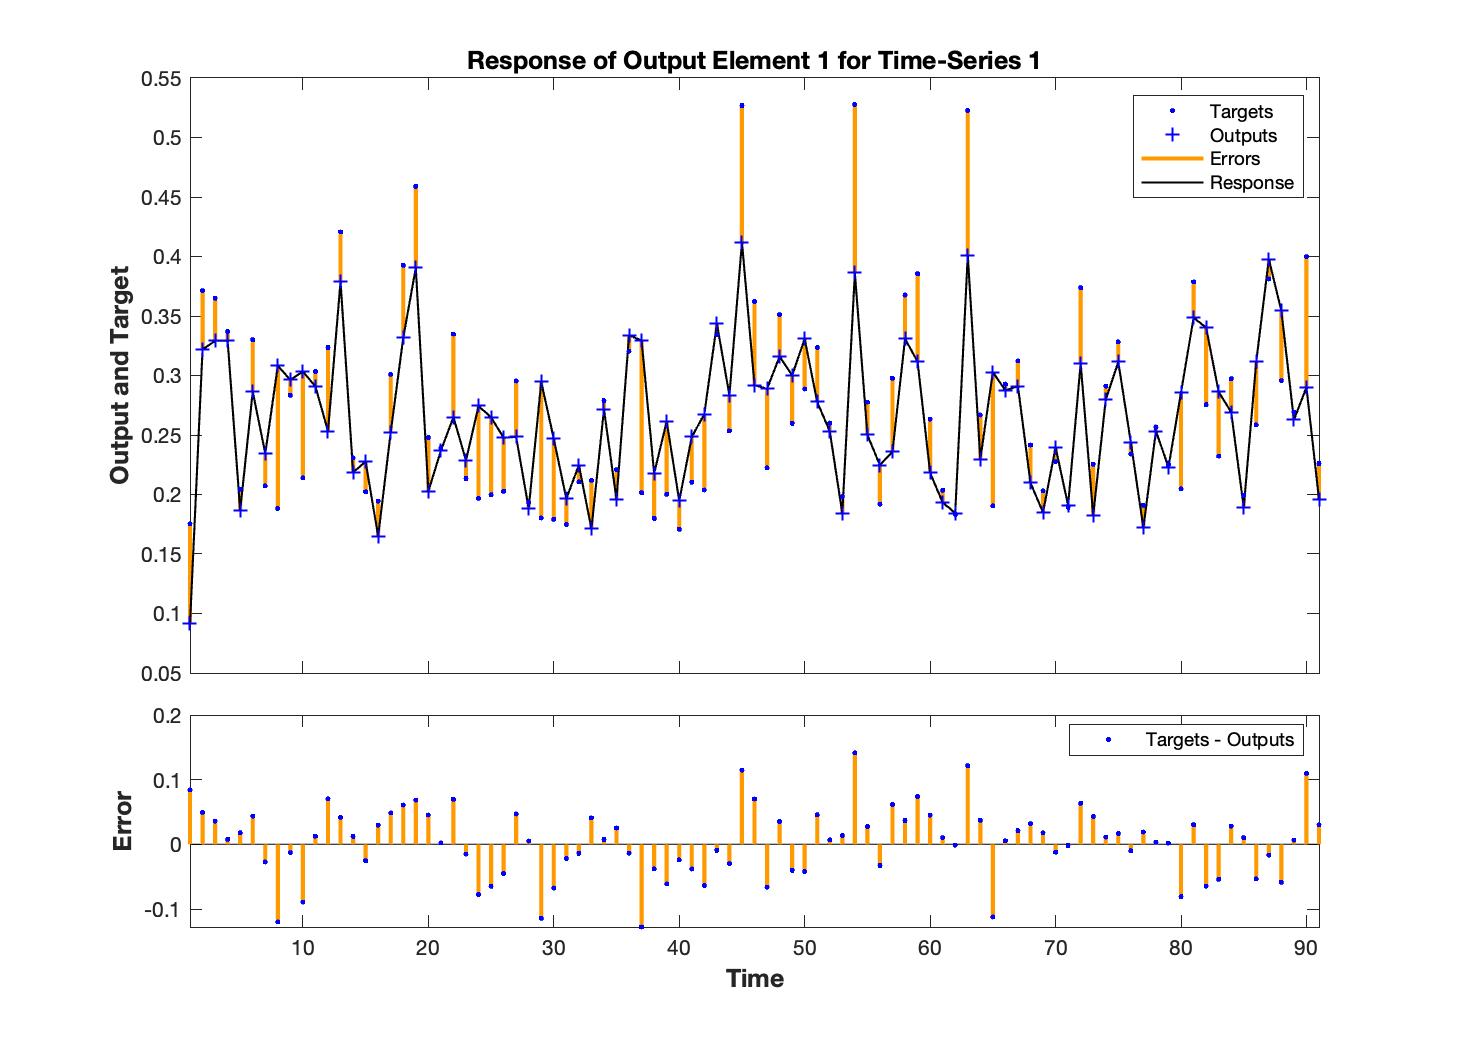 Response of Output Element 1 for Time-Series 1
0.55
0.5
0.45
0.4
0.35
0.3
0.25
0.2
0.15
0.1
0.05
Output and Target
Targets
Outputs
Errors
Response
0.2
0.1
0
-0.1
Error
Targets - Outputs
10 20 30 40 50 60 70 80 90
Time